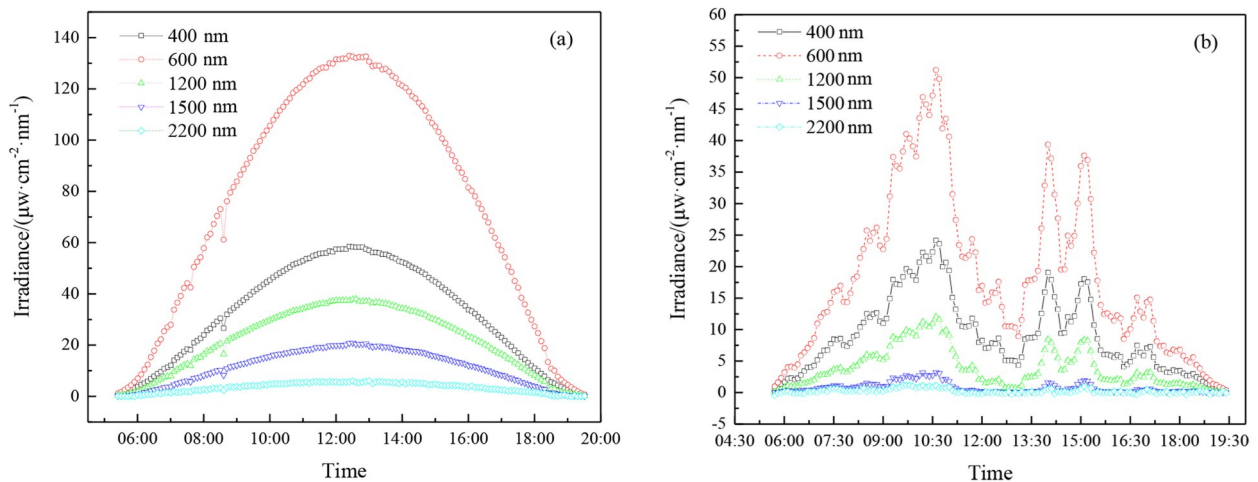 (a)
400 nm
600 nm
1200 nm
1500 nm
2200 nm
140
120
100
80
60
40
20
0
Irradiance/(μw·cm⁻²·nm⁻¹)
06:00 08:00 10:00 12:00 14:00 16:00 18:00 20:00
Time
(b)
400 nm
600 nm
1200 nm
1500 nm
2200 nm
60
55
50
45
40
35
30
25
20
15
10
5
0
-5
Irradiance/(μw·cm⁻²·nm⁻¹)
04:30 06:00 07:30 09:00 10:30 12:00 13:30 15:00 16:30 18:00 19:30
Time